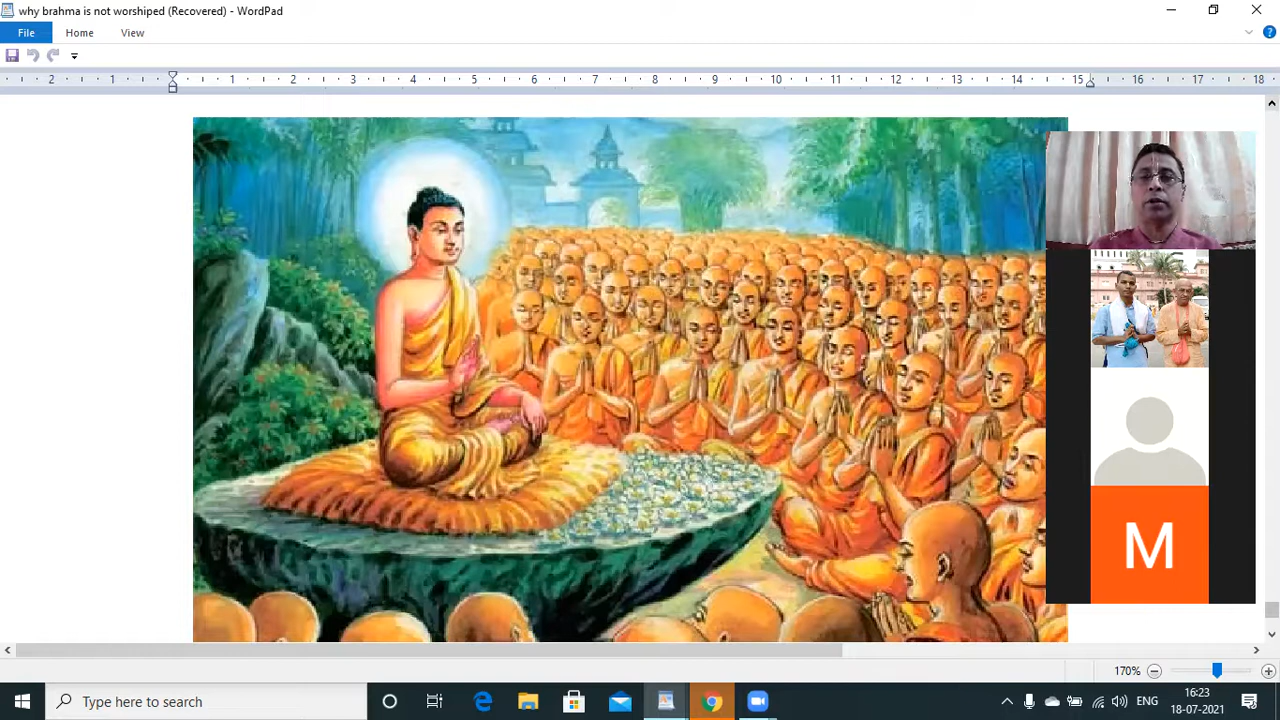 why brahma is not worshiped (Recovered) - WordPad
File Home View
2 1 1 2 3 4 5 6 7 8 9 10 11 12 13 14 15 16 17 18
M
170%
Type here to search
ENG
16:23
18-07-2021